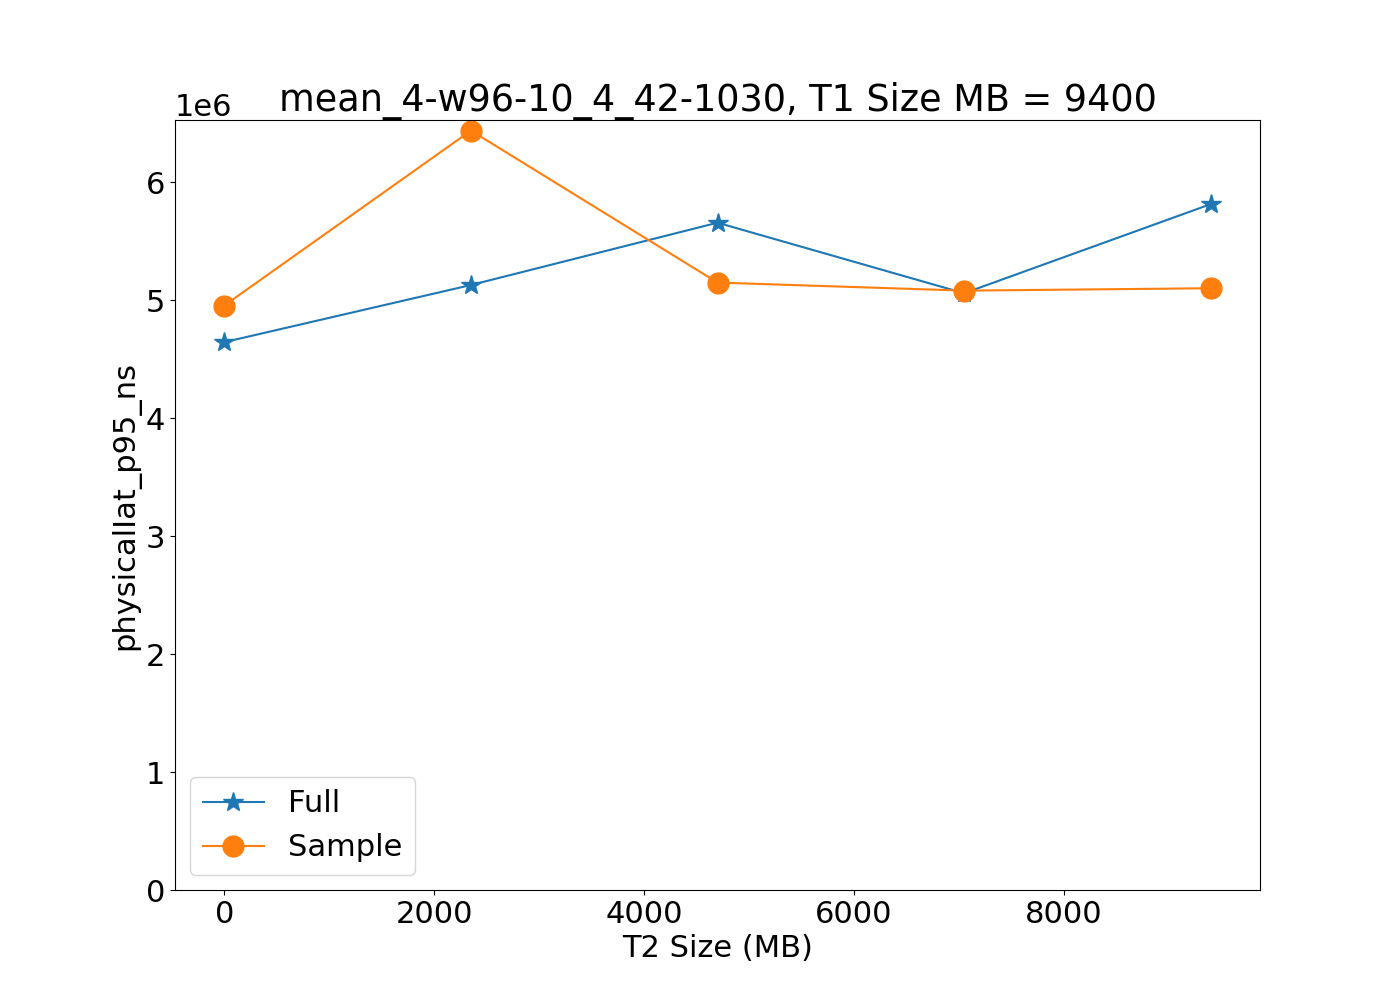 mean_4-w96-10_4_42-1030, T1 Size MB = 9400
1e6
6
5
4
3
2
1
0
physicallat_p95_ns
Full
Sample
0 2000 4000 6000 8000
T2 Size (MB)